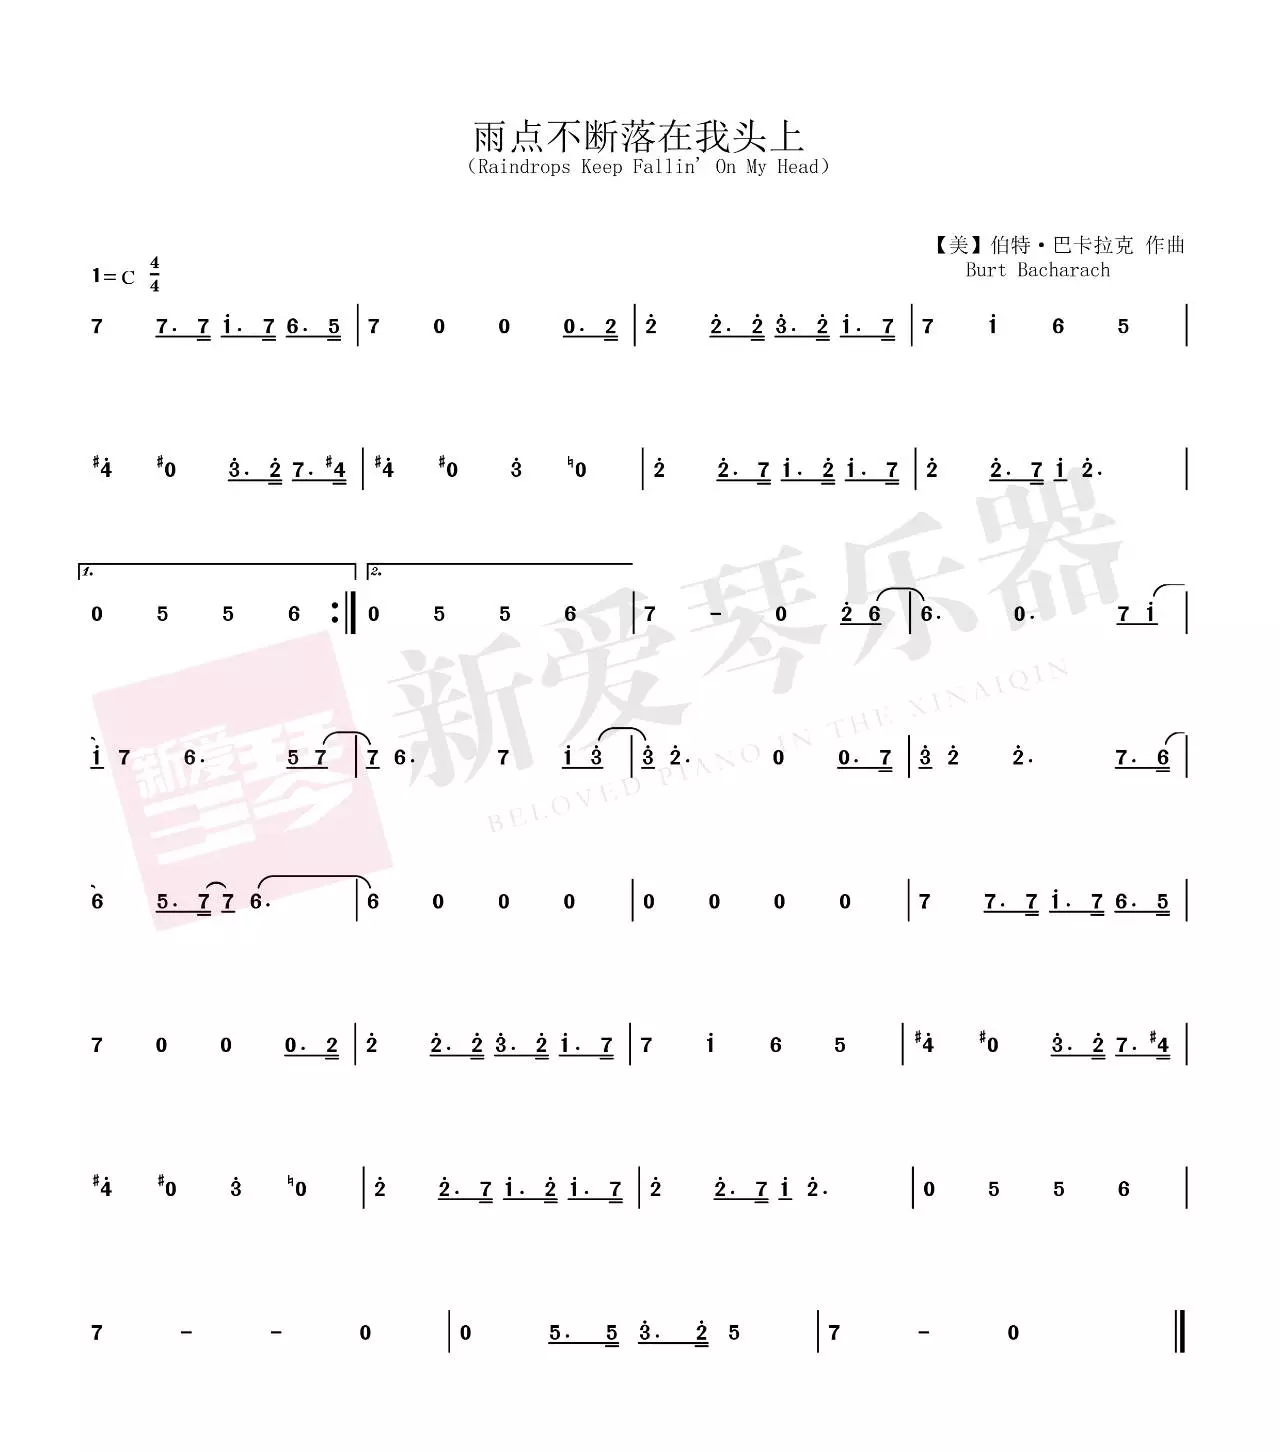 雨点不断落在我头上
（Raindrops Keep Fallin' On My Head）
【美】伯特·巴卡拉克 作曲
Burt Bacharach
1=C 4/4
7 7. 7 i. 7 6. 5 | 7 0 0 0. 2 | 2̇ 2̇. 2̇ 3̇. 2̇ i. 7 | 7 i 6 5 |
#4̇ #0 3̇. 2̇ 7. #4 | #4̇ #0 3̇ ♮0 | 2̇ 2̇. 7 i. 2̇ i. 7 | 2̇ 2̇. 7 i 2̇. |
1. 2.
0 5 5 6 :| 0 5 5 6 | 7 - 0 2̇ 6 | 6. 0. 7 i |
i 7 6. 5 7 | 7 6. 7 i 3̇ | 3̇ 2̇. 0 0. 7 | 3̇ 2̇ 2̇. 7. 6 |
6 5. 7 7 6. | 6 0 0 0 | 0 0 0 0 | 7 7. 7 i. 7 6. 5 |
7 0 0 0. 2 | 2̇ 2̇. 2̇ 3̇. 2̇ i. 7 | 7 i 6 5 | #4̇ #0 3̇. 2̇ 7. #4 |
#4̇ #0 3̇ ♮0 | 2̇ 2̇. 7 i. 2̇ i. 7 | 2̇ 2̇. 7 i 2̇. | 0 5 5 6 |
7 - - 0 | 0 5. 5 3̇. 2̇ 5 | 7 - 0 ||
新爱琴乐器
BELOVED PIANO IN THE XINAIQIN
新爱琴